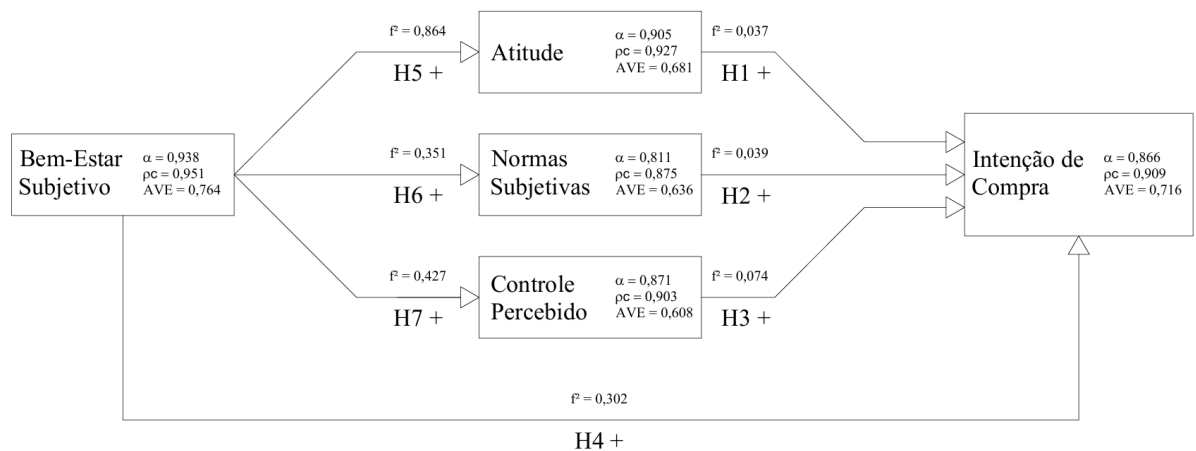 f² = 0,864
H5 +
Atitude
α = 0,905
ρc = 0,927
AVE = 0,681
f² = 0,037
H1 +
Bem-Estar
Subjetivo
α = 0,938
ρc = 0,951
AVE = 0,764
f² = 0,351
H6 +
Normas
Subjetivas
α = 0,811
ρc = 0,875
AVE = 0,636
f² = 0,039
H2 +
Intenção de
Compra
α = 0,866
ρc = 0,909
AVE = 0,716
f² = 0,427
H7 +
Controle
Percebido
α = 0,871
ρc = 0,903
AVE = 0,608
f² = 0,074
H3 +
f² = 0,302
H4 +